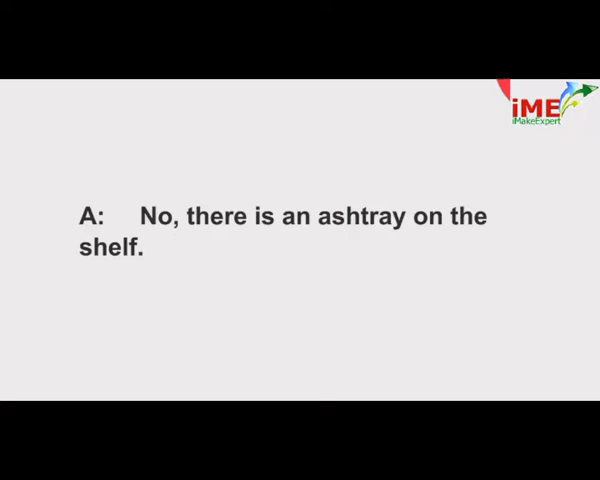 iME
iMakeExpert
A: No, there is an ashtray on the
shelf.